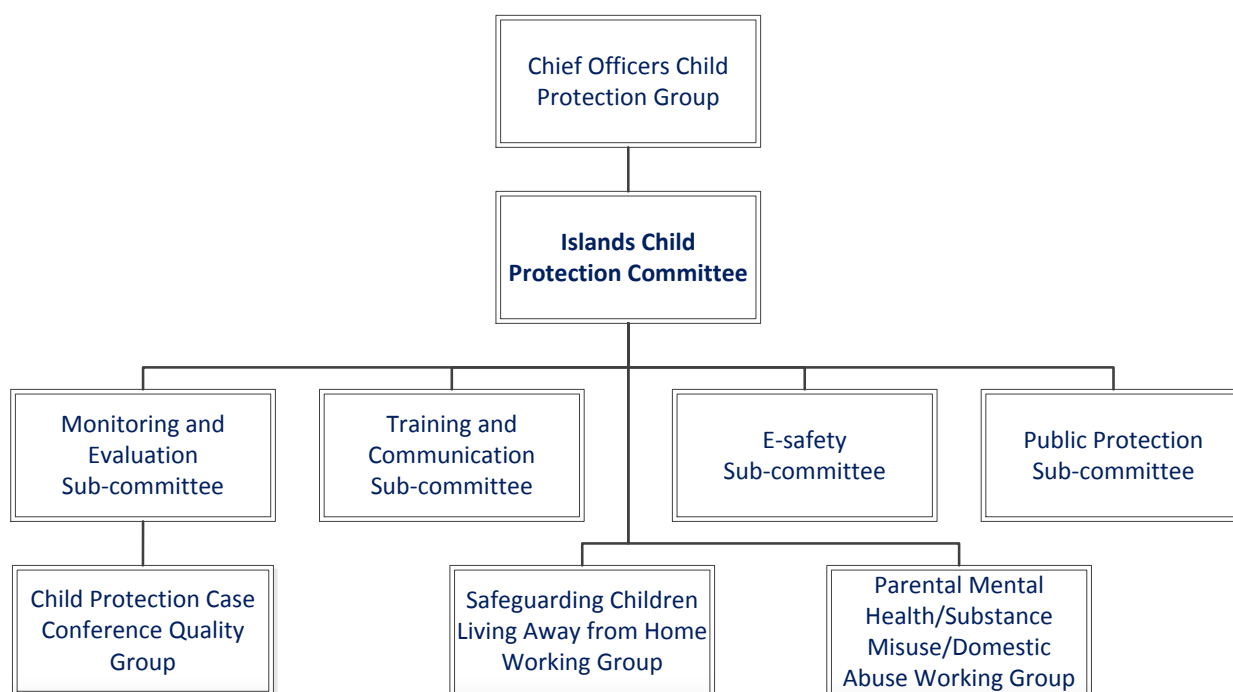 Chief Officers Child
Protection Group
Islands Child
Protection Committee
Monitoring and
Evaluation
Sub-committee
Training and
Communication
Sub-committee
E-safety
Sub-committee
Public Protection
Sub-committee
Child Protection Case
Conference Quality
Group
Safeguarding Children
Living Away from Home
Working Group
Parental Mental
Health/Substance
Misuse/Domestic
Abuse Working Group